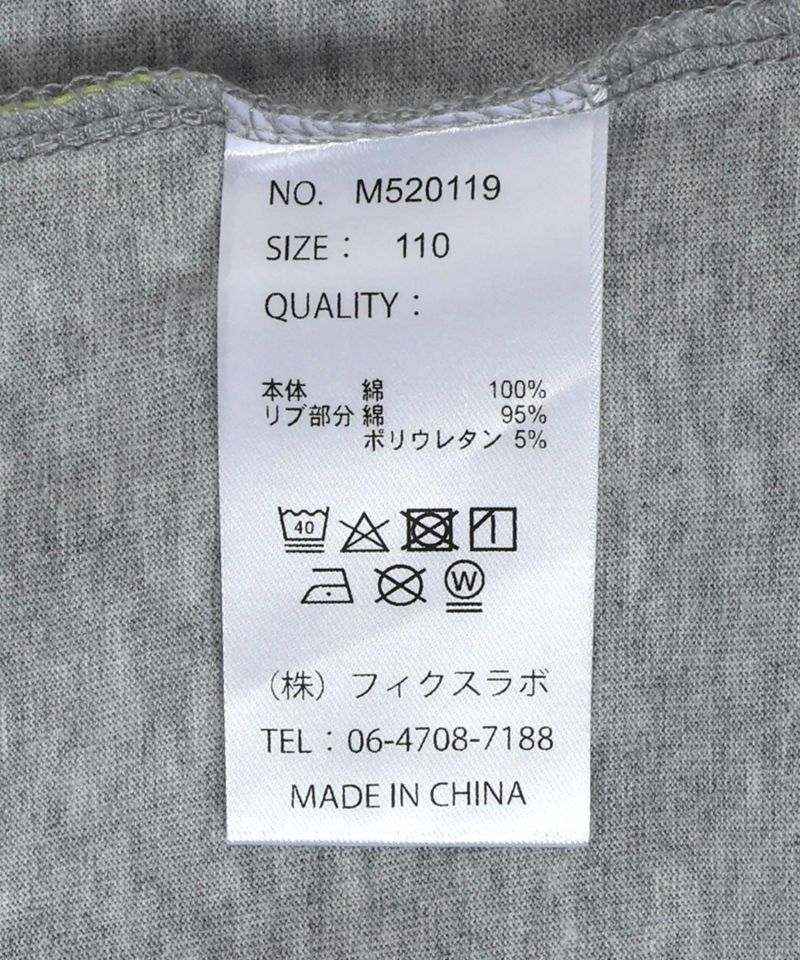 NO. M520119
SIZE： 110
QUALITY：
本体 綿 100%
リブ部分 綿 95%
ポリウレタン 5%
40
W
（株）フィクスラボ
TEL：06-4708-7188
MADE IN CHINA